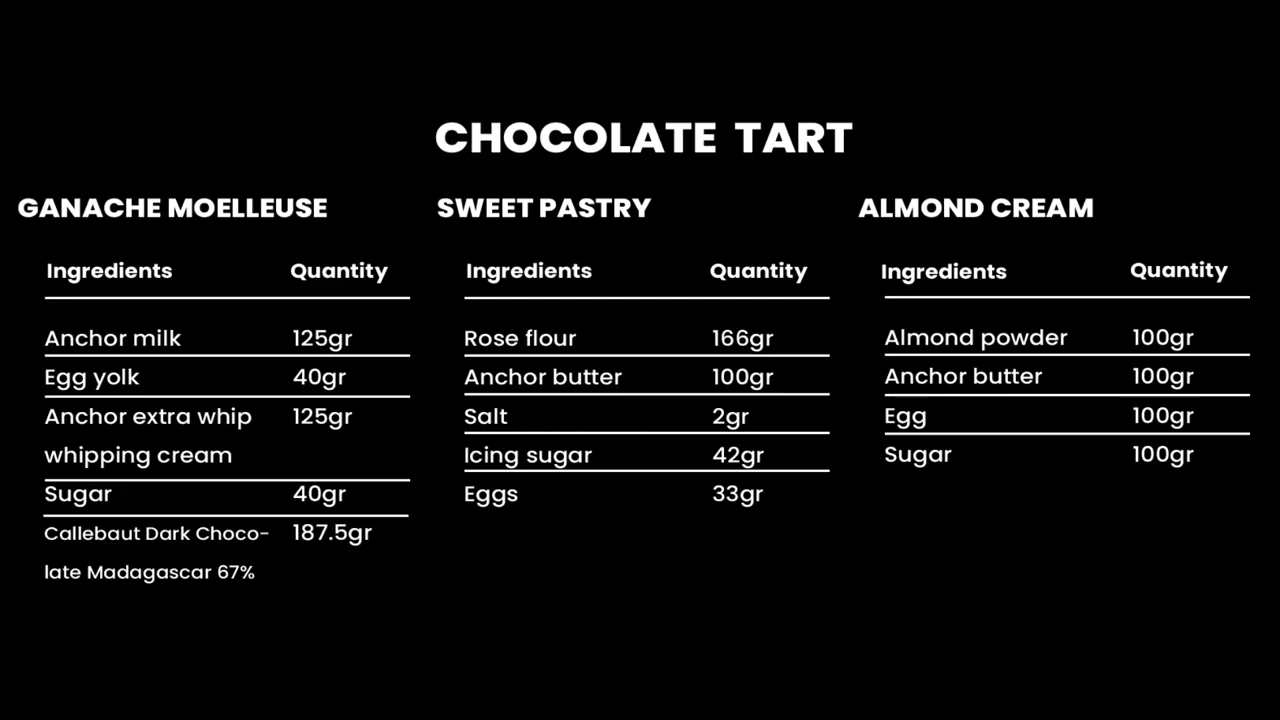 CHOCOLATE TART
GANACHE MOELLEUSE
Ingredients Quantity
Anchor milk 125gr
Egg yolk 40gr
Anchor extra whip 125gr
whipping cream
Sugar 40gr
Callebaut Dark Choco- 187.5gr
late Madagascar 67%
SWEET PASTRY
Ingredients Quantity
Rose flour 166gr
Anchor butter 100gr
Salt 2gr
Icing sugar 42gr
Eggs 33gr
ALMOND CREAM
Ingredients Quantity
Almond powder 100gr
Anchor butter 100gr
Egg 100gr
Sugar 100gr